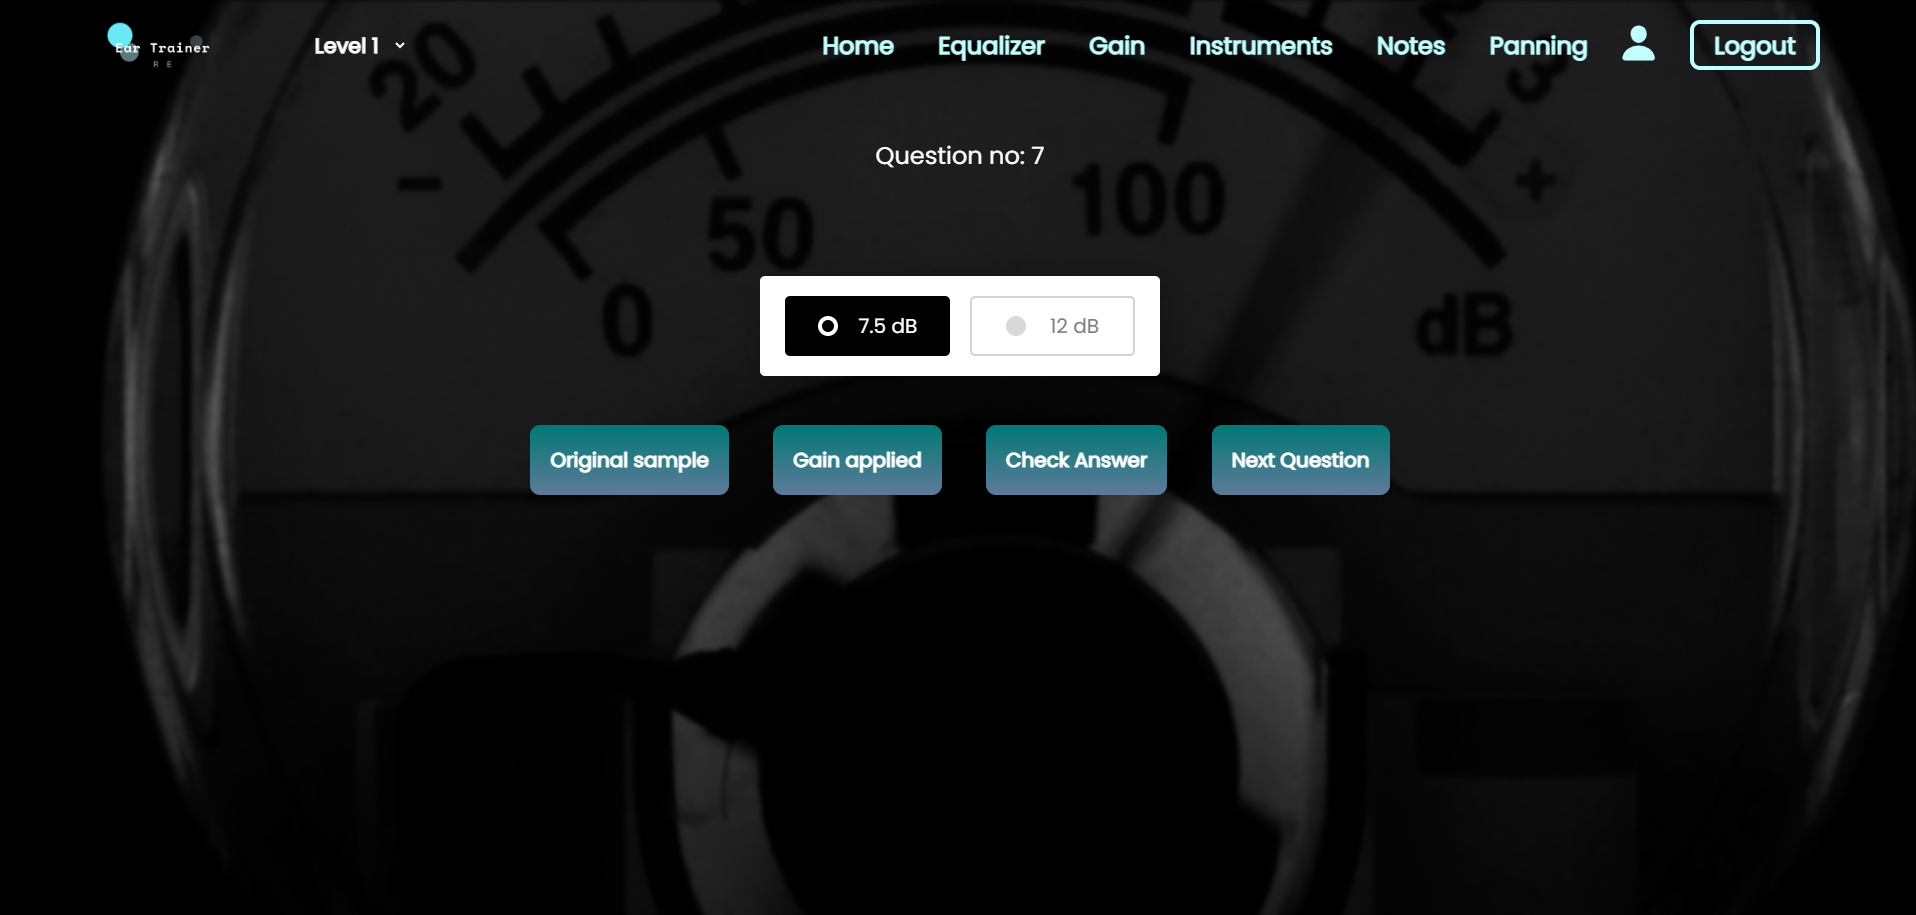 Ear Trainer
R E
Level 1
Home Equalizer Gain Instruments Notes Panning Logout
20
3
−
+
Question no: 7
50
100
0
dB
7.5 dB 12 dB
Original sample Gain applied Check Answer Next Question